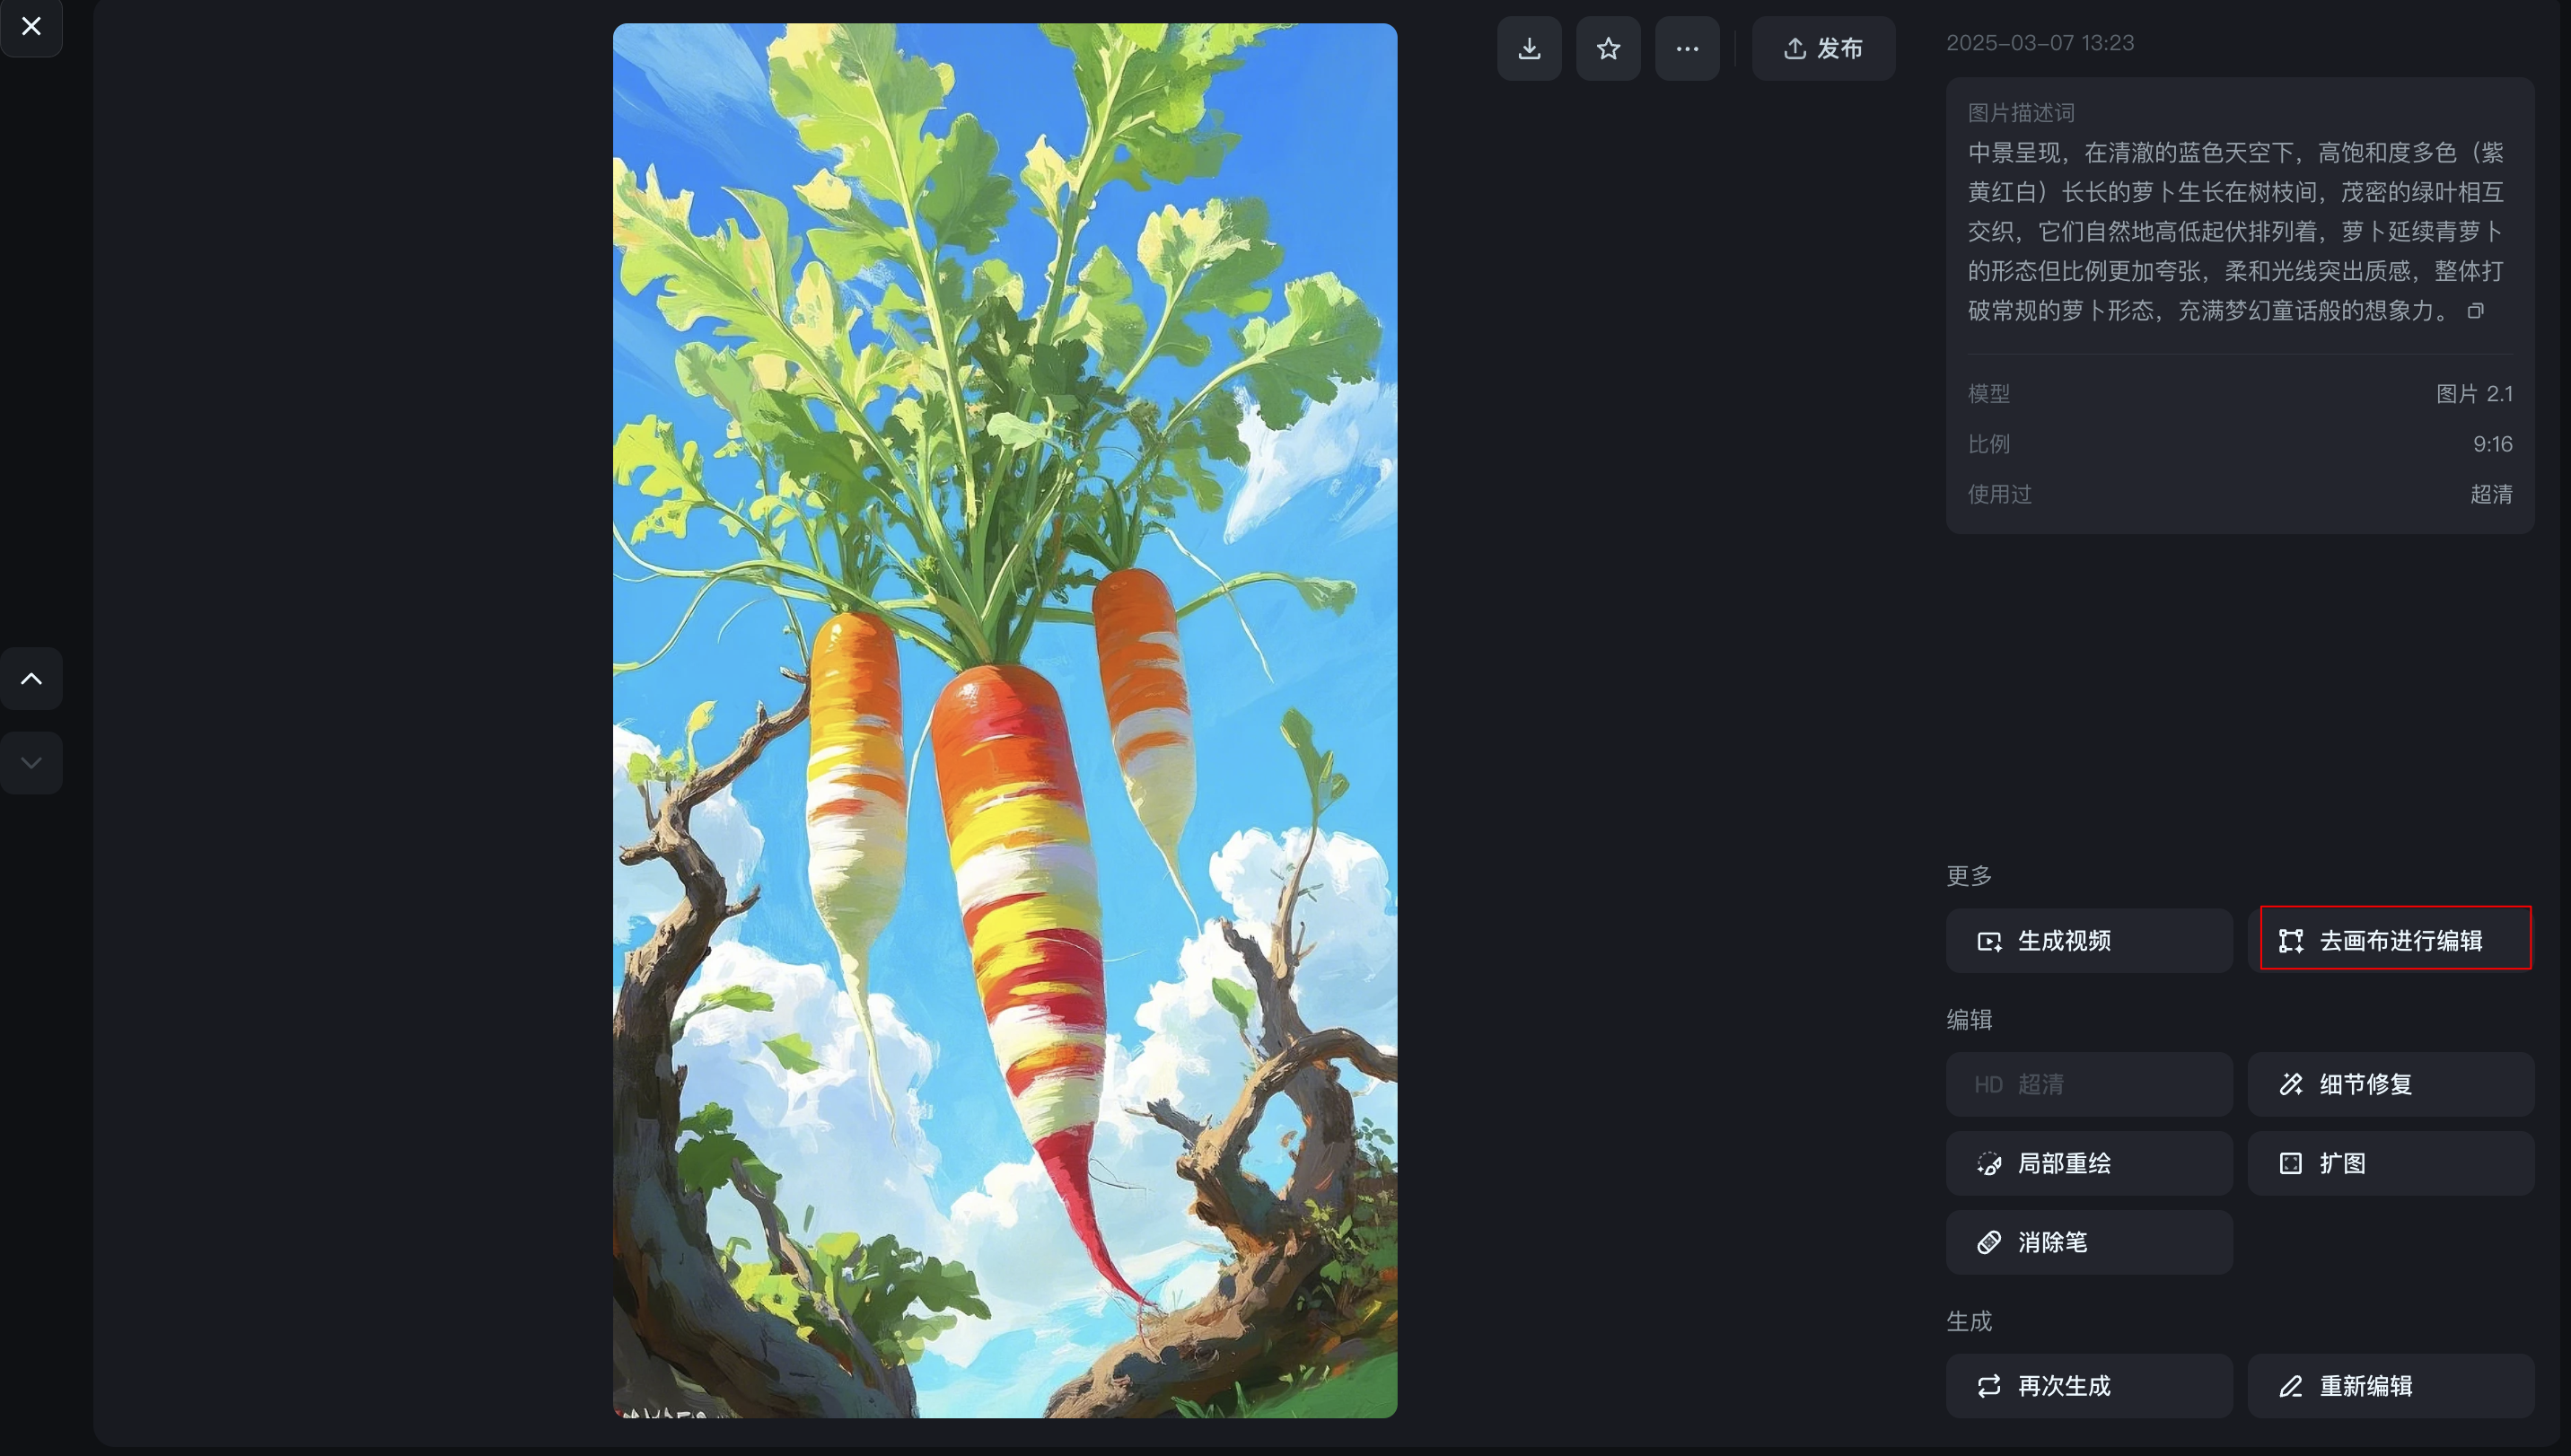 发布
2025-03-07 13:23
图片描述词
中景呈现，在清澈的蓝色天空下，高饱和度多色（紫
黄红白）长长的萝卜生长在树枝间，茂密的绿叶相互
交织，它们自然地高低起伏排列着，萝卜延续青萝卜
的形态但比例更加夸张，柔和光线突出质感，整体打
破常规的萝卜形态，充满梦幻童话般的想象力。
模型 图片 2.1
比例 9:16
使用过 超清
更多
生成视频 去画布进行编辑
编辑
HD 超清 细节修复
局部重绘 扩图
消除笔
生成
再次生成 重新编辑